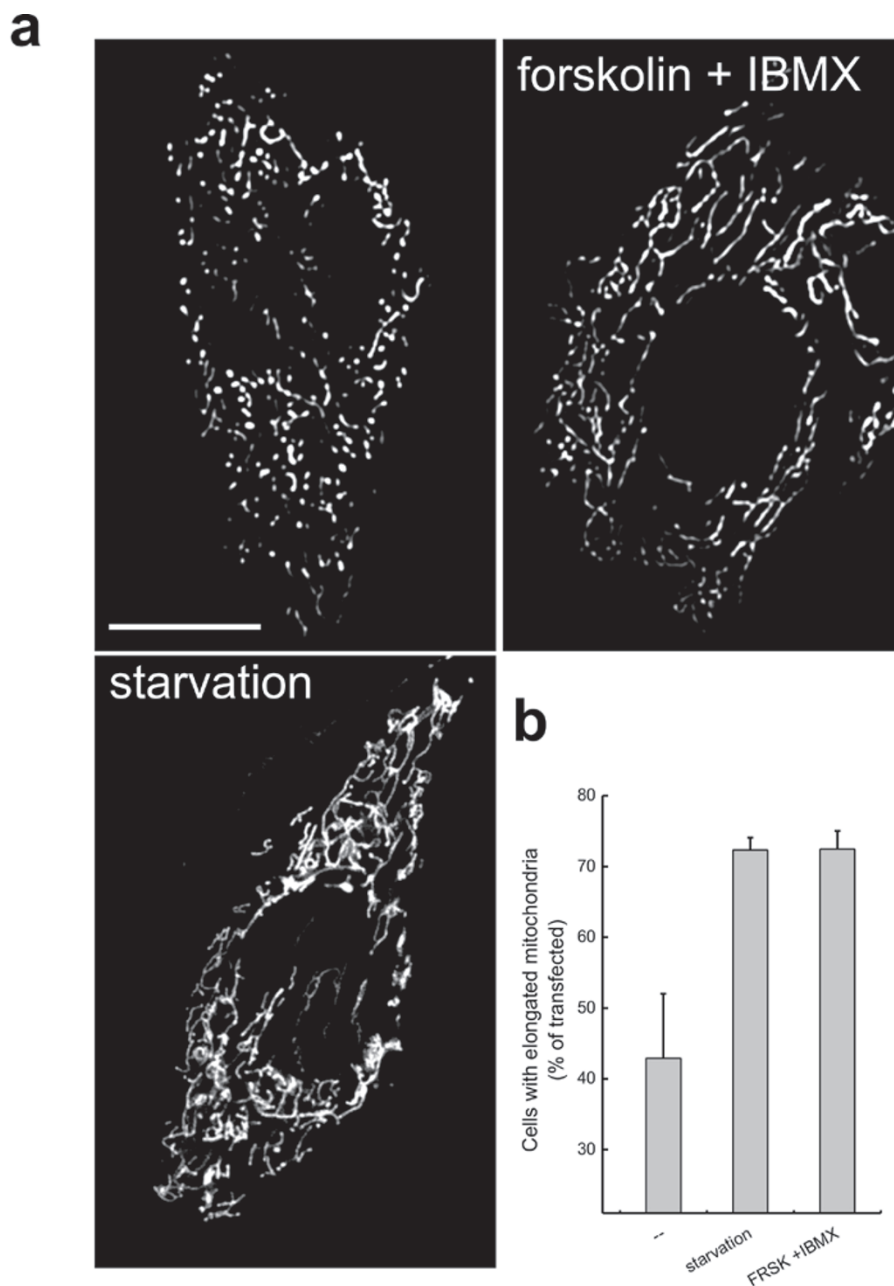 a
forskolin + IBMX
starvation
b
80
70
60
50
40
30
Cells with elongated mitochondria
(% of transfected)
--
starvation
FRSK +IBMX